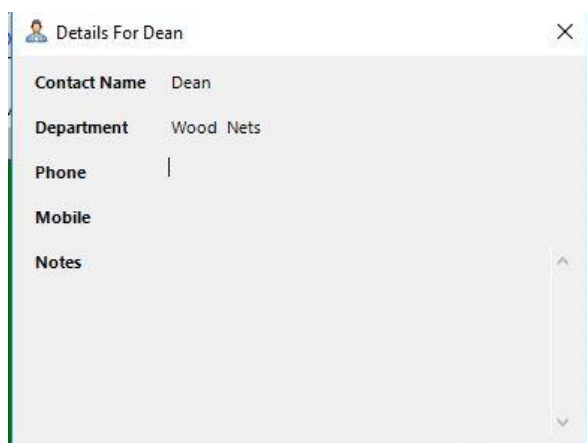 Details For Dean
Contact Name Dean
Department Wood Nets
Phone
Mobile
Notes